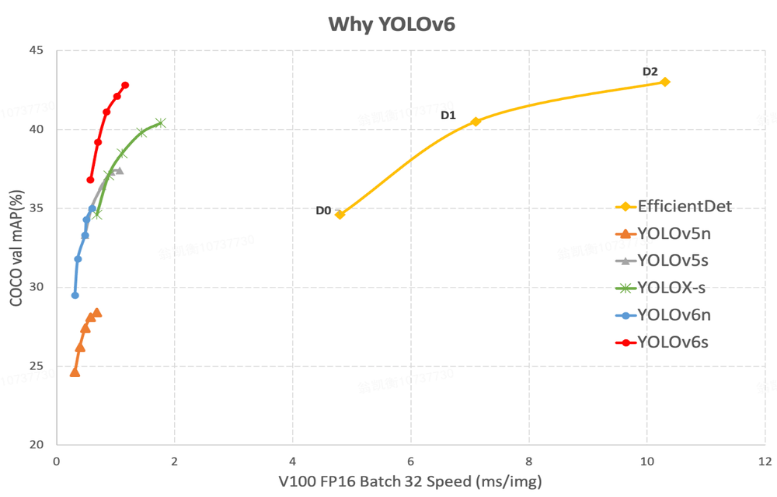 Why YOLOv6
COCO val mAP(%)
45
40
35
30
25
20
D0
D1
D2
EfficientDet
YOLOv5n
YOLOv5s
YOLOX-s
YOLOv6n
YOLOv6s
0
2
4
6
8
10
12
V100 FP16 Batch 32 Speed (ms/img)